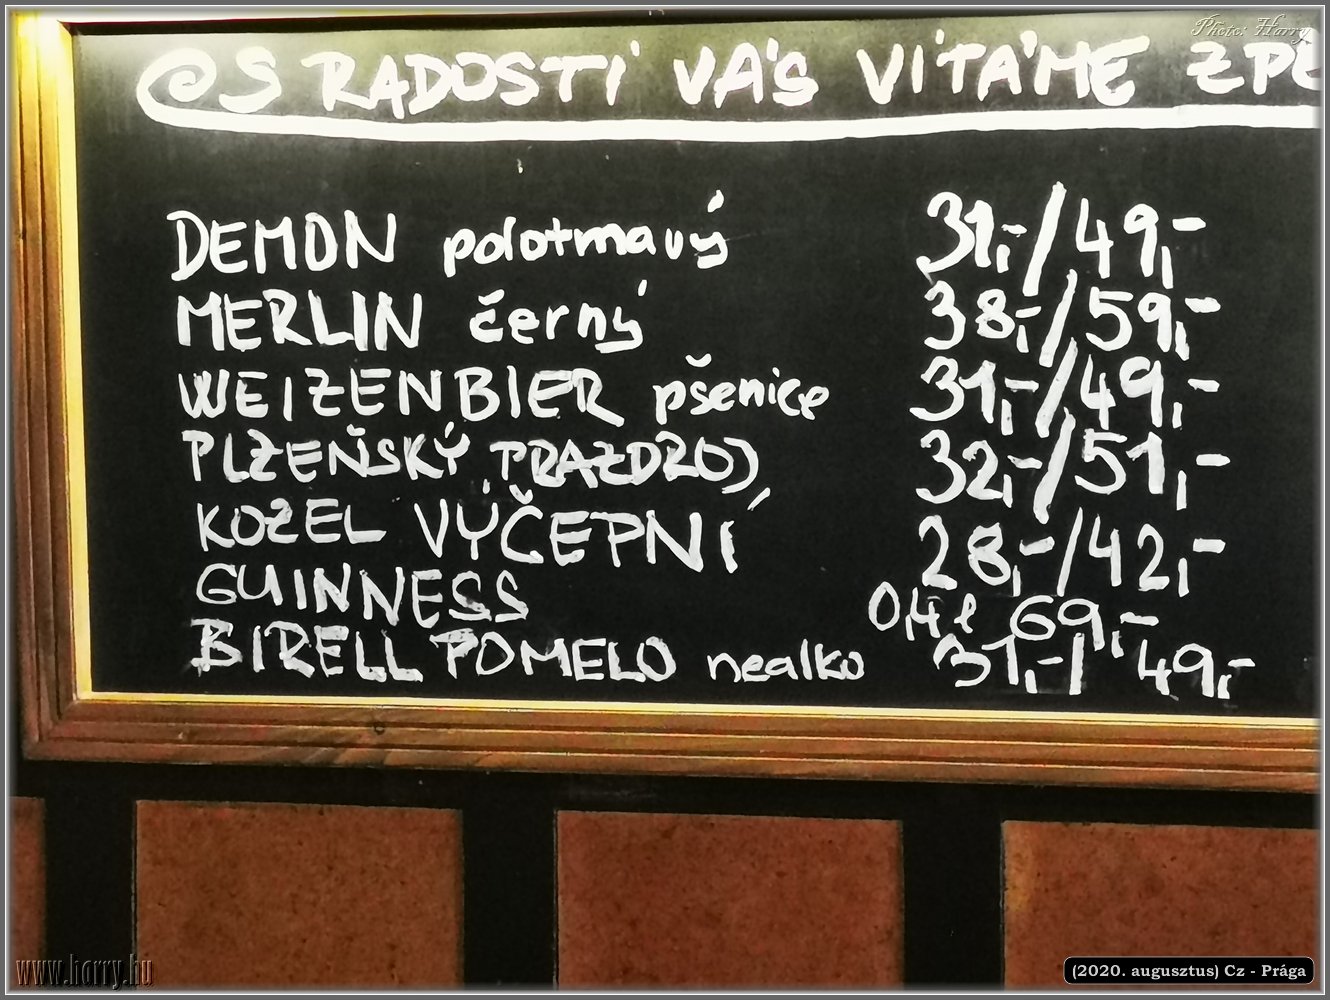 Photo: Harry
S RADOSTÍ VÁS VÍTÁME ZPĚ
DEMON polotmavý 31,-/49,-
MERLIN černý 38,-/59,-
WEIZENBIER pšenice 31,-/49,-
PLZEŇSKÝ PRAZDROJ 32,-/51,-
KOZEL VÝČEPNÍ 28,-/42,-
GUINNESS 0,4l 69,-
BIRELL POMELO nealko 31,-/49,-
www.harry.hu
(2020. augusztus) Cz - Prága